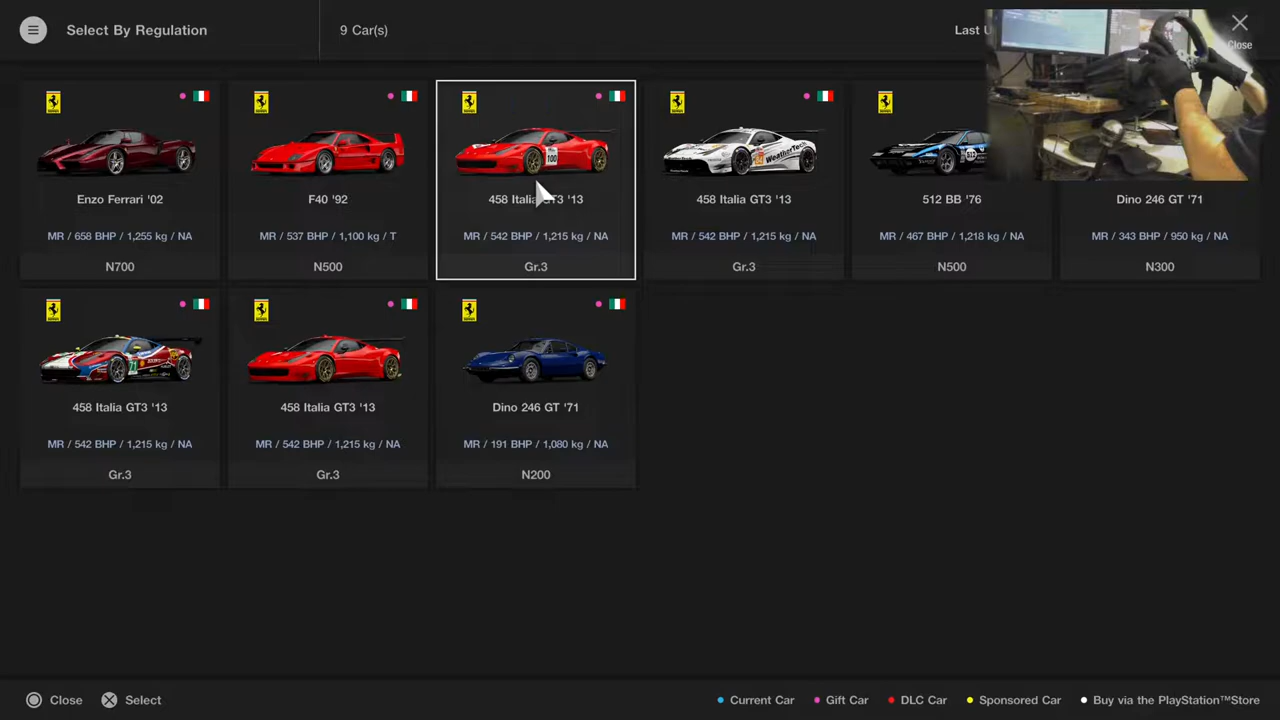 Select By Regulation
9 Car(s)
Last U
Close
Enzo Ferrari '02
MR / 658 BHP / 1,255 kg / NA
N700
F40 '92
MR / 537 BHP / 1,100 kg / T
N500
458 Italia GT3 '13
MR / 542 BHP / 1,215 kg / NA
Gr.3
458 Italia GT3 '13
MR / 542 BHP / 1,215 kg / NA
Gr.3
512 BB '76
MR / 467 BHP / 1,218 kg / NA
N500
Dino 246 GT '71
MR / 343 BHP / 950 kg / NA
N300
458 Italia GT3 '13
MR / 542 BHP / 1,215 kg / NA
Gr.3
458 Italia GT3 '13
MR / 542 BHP / 1,215 kg / NA
Gr.3
Dino 246 GT '71
MR / 191 BHP / 1,080 kg / NA
N200
100
WeatherTech
Close
Select
Current Car
Gift Car
DLC Car
Sponsored Car
Buy via the PlayStation™Store